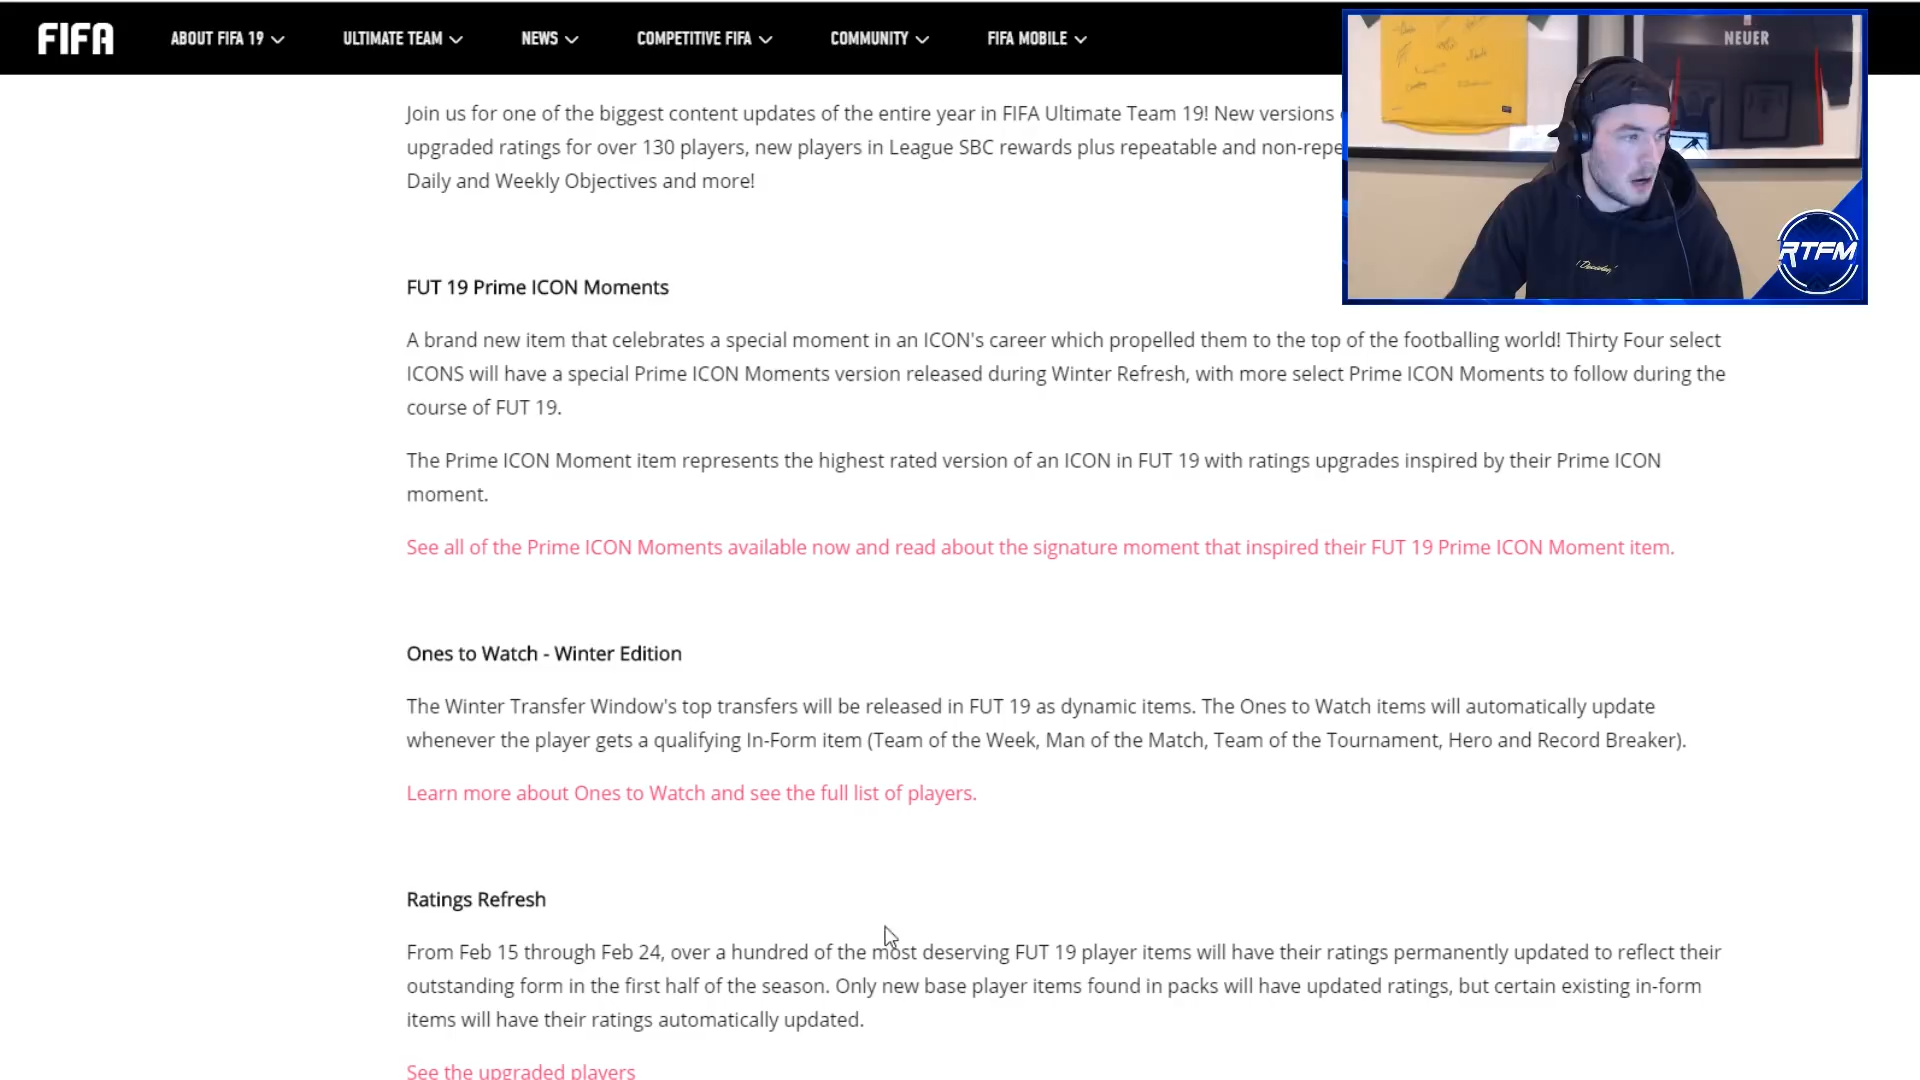 FIFA
ABOUT FIFA 19
ULTIMATE TEAM
NEWS
COMPETITIVE FIFA
COMMUNITY
FIFA MOBILE
NEUER
RTFM
Join us for one of the biggest content updates of the entire year in FIFA Ultimate Team 19! New versions
upgraded ratings for over 130 players, new players in League SBC rewards plus repeatable and
Daily and Weekly Objectives and more!
FUT 19 Prime ICON Moments
A brand new item that celebrates a special moment in an ICON's career which propelled them to the top of the footballing world! Thirty Four select
ICONS will have a special Prime ICON Moments version released during Winter Refresh, with more select Prime ICON Moments to follow during the
course of FUT 19.
The Prime ICON Moment item represents the highest rated version of an ICON in FUT 19 with ratings upgrades inspired by their Prime ICON
moment.
See all of the Prime ICON Moments available now and read about the signature moment that inspired their FUT 19 Prime ICON Moment item.
Ones to Watch - Winter Edition
The Winter Transfer Window's top transfers will be released in FUT 19 as dynamic items. The Ones to Watch items will automatically update
whenever the player gets a qualifying In-Form item (Team of the Week, Man of the Match, Team of the Tournament, Hero and Record Breaker).
Learn more about Ones to Watch and see the full list of players.
Ratings Refresh
From Feb 15 through Feb 24, over a hundred of the most deserving FUT 19 player items will have their ratings permanently updated to reflect their
outstanding form in the first half of the season. Only new base player items found in packs will have updated ratings, but certain existing in-form
items will have their ratings automatically updated.
See the upgraded players